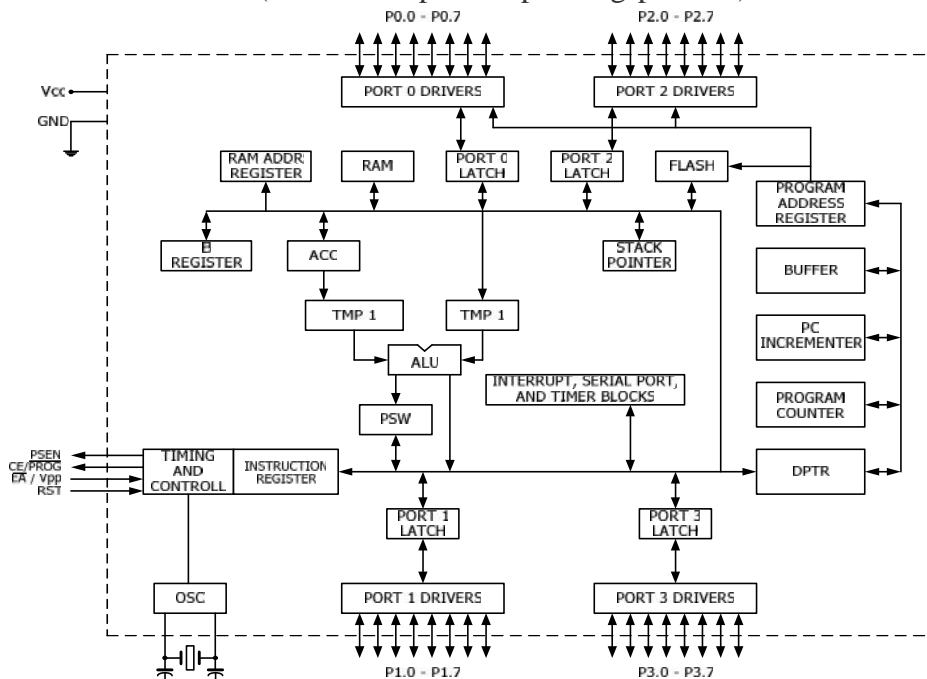 P0.0 - P0.7
P2.0 - P2.7
Vcc
GND
PORT 0 DRIVERS
PORT 2 DRIVERS
RAM ADDR
REGISTER
RAM
PORT 0
LATCH
PORT 2
LATCH
FLASH
PROGRAM
ADDRESS
REGISTER
B
REGISTER
ACC
STACK
POINTER
BUFFER
TMP 1
TMP 1
PC
INCREMENTER
ALU
INTERRUPT, SERIAL PORT,
AND TIMER BLOCKS
PROGRAM
COUNTER
PSW
PSEN
CE/PROG
EA / Vpp
RST
TIMING
AND
CONTROLL
INSTRUCTION
REGISTER
DPTR
PORT 1
LATCH
PORT 3
LATCH
OSC
PORT 1 DRIVERS
PORT 3 DRIVERS
P1.0 - P1.7
P3.0 - P3.7